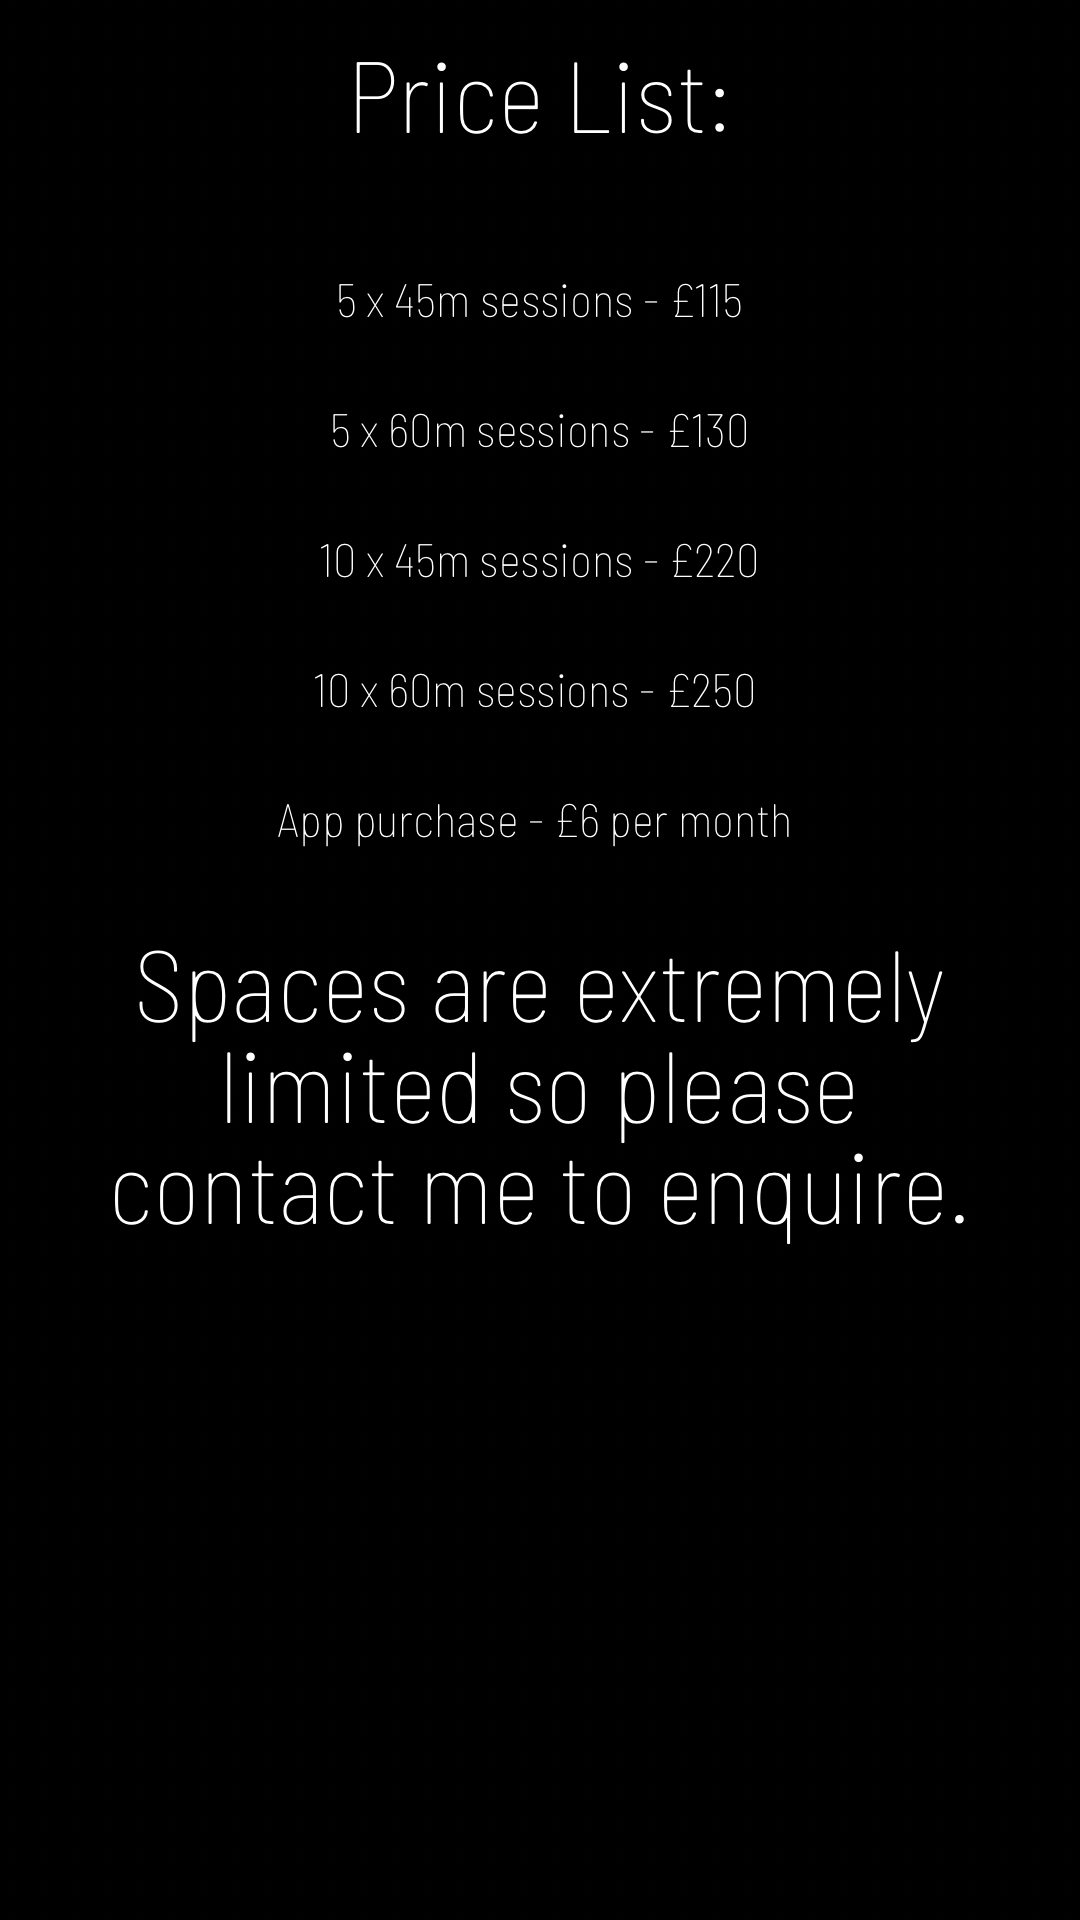 Price List:
5 x 45m sessions - £115
5 x 60m sessions - £130
10 x 45m sessions - £220
10 x 60m sessions - £250
App purchase - £6 per month
Spaces are extremely
limited so please
contact me to enquire.